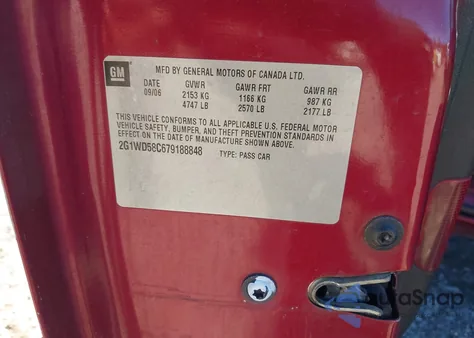 GM
MFD BY GENERAL MOTORS OF CANADA LTD.
DATE GVWR GAWR FRT GAWR RR
09/06 2153 KG 1166 KG 987 KG
4747 LB 2570 LB 2177 LB
THIS VEHICLE CONFORMS TO ALL APPLICABLE U.S. FEDERAL MOTOR
VEHICLE SAFETY, BUMPER, AND THEFT PREVENTION STANDARDS IN
EFFECT ON THE DATE OF MANUFACTURE SHOWN ABOVE.
2G1WD58C679188848 TYPE: PASS CAR
AutoSnap